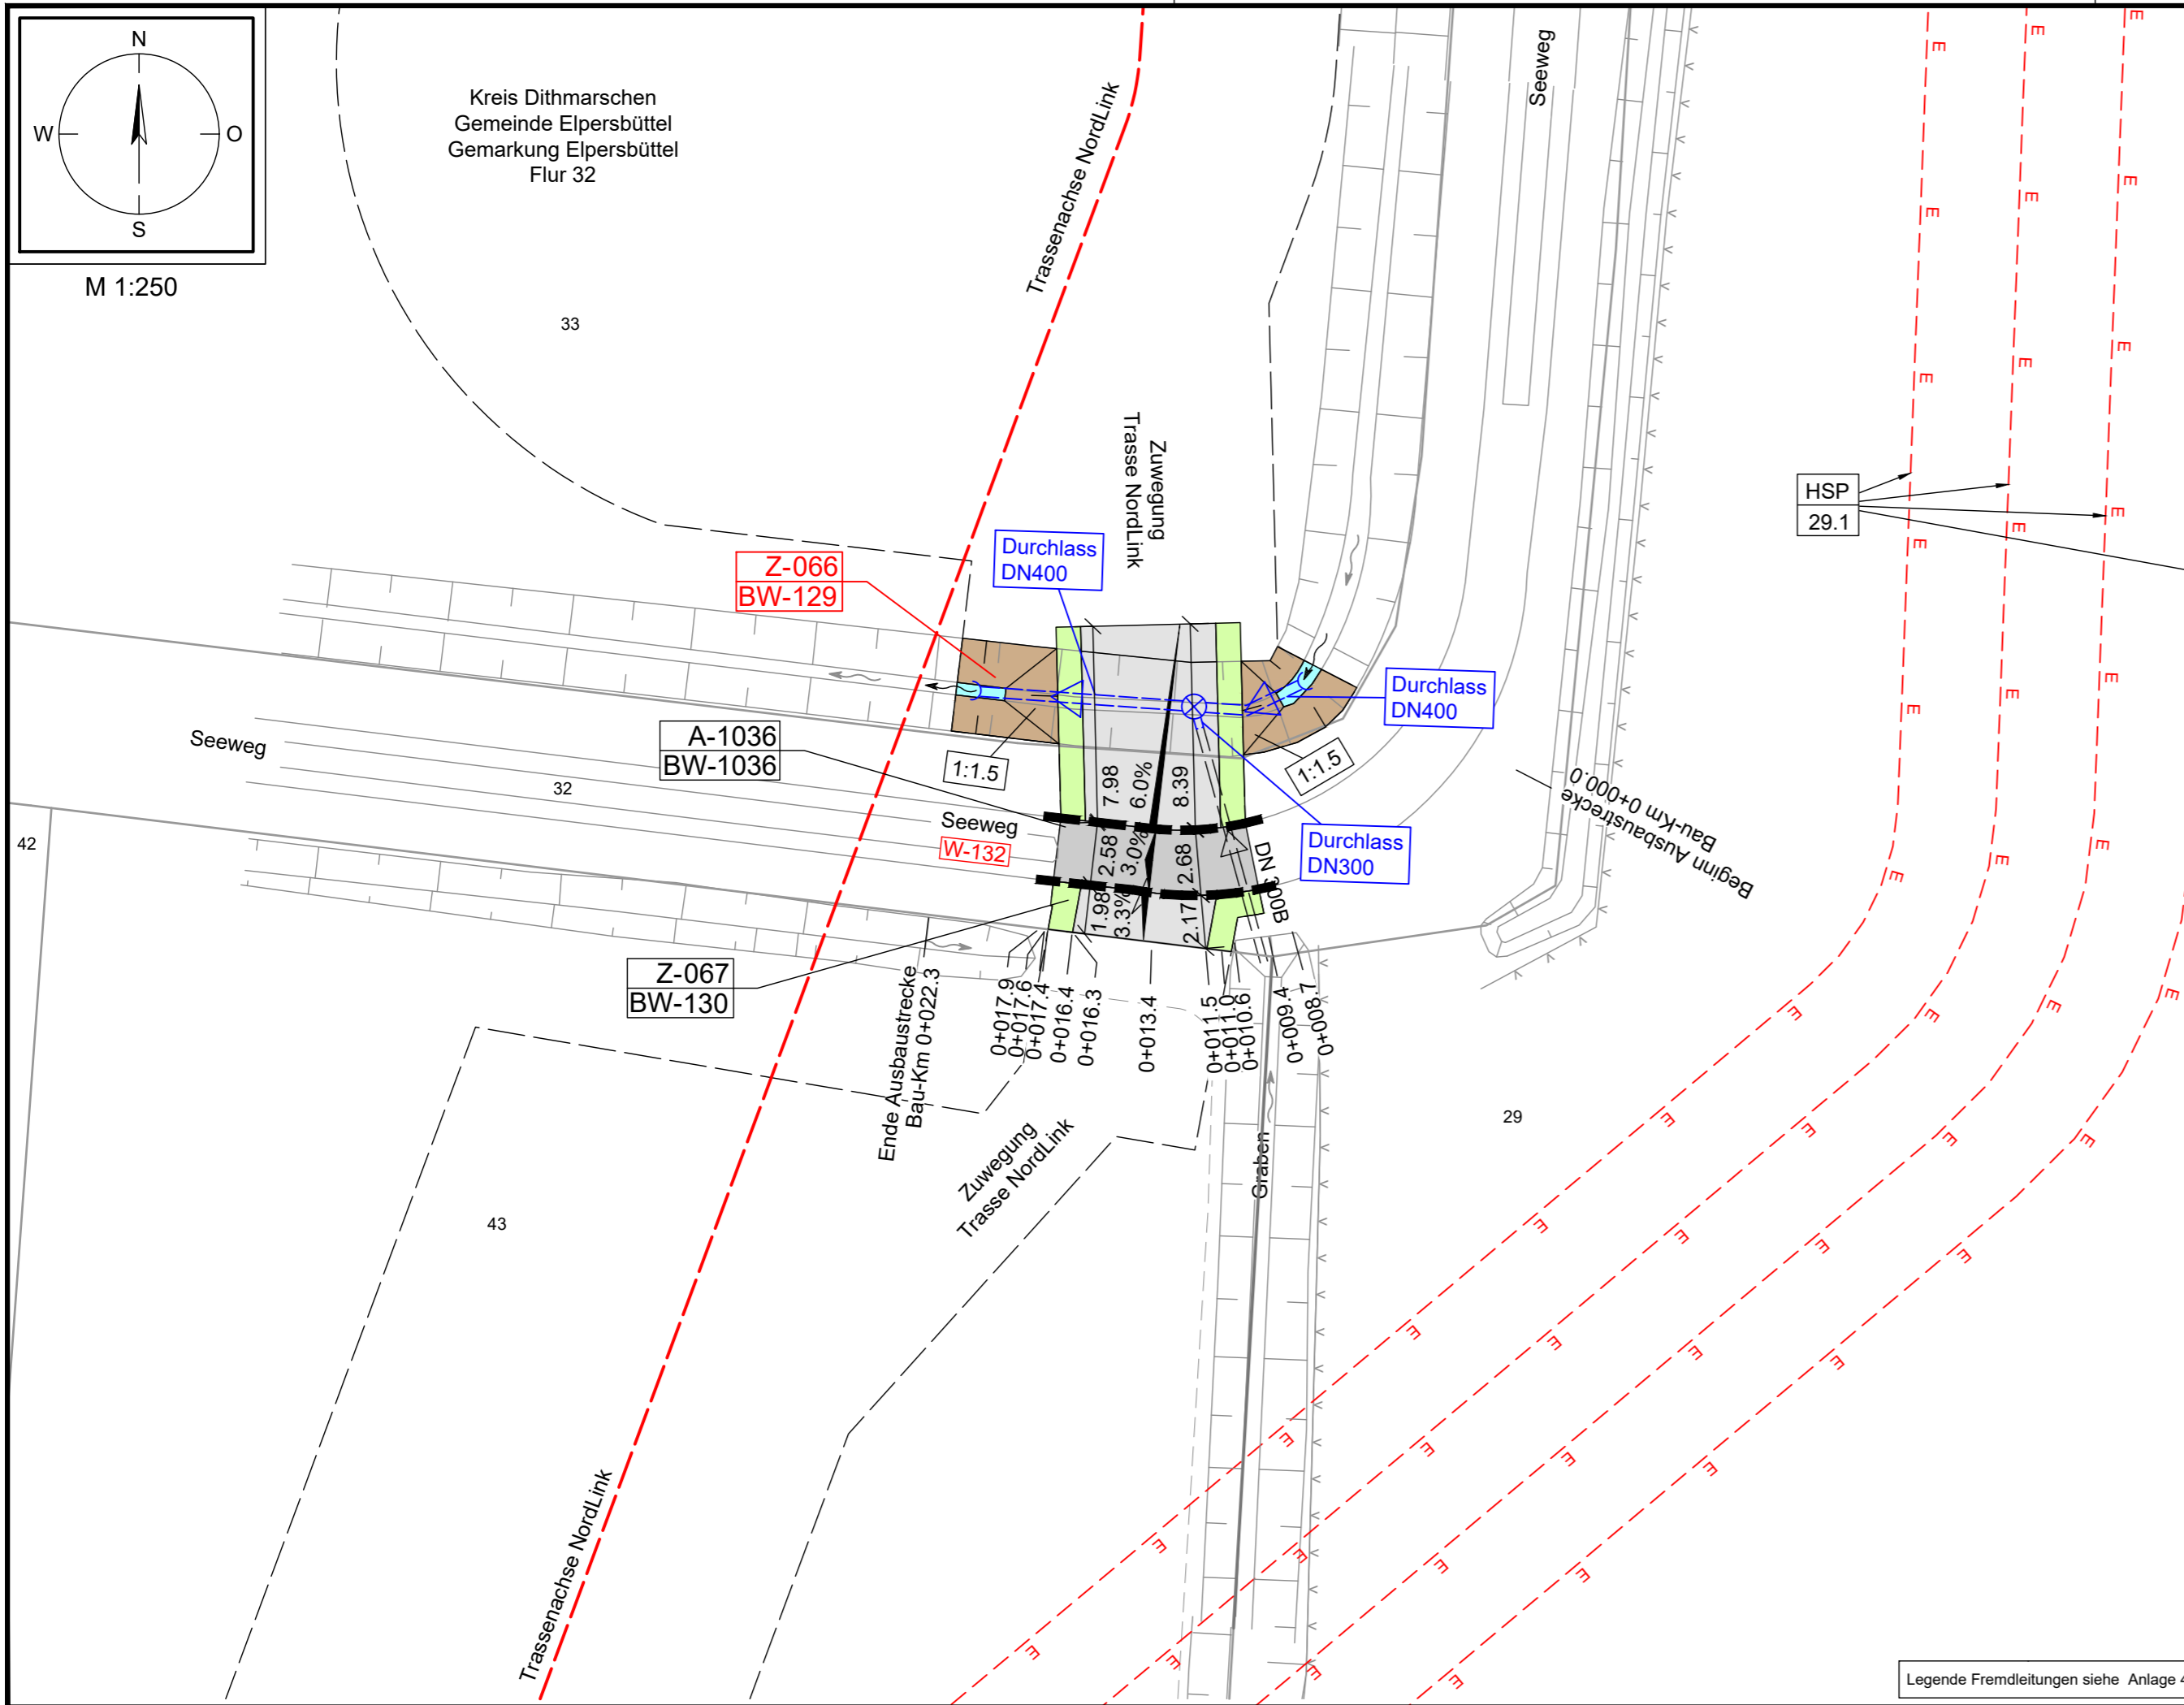 N
W
O
S
M 1:250
Kreis Dithmarschen
Gemeinde Elpersbüttel
Gemarkung Elpersbüttel
Flur 32
33
Trassenachse NordLink
Seeweg
Zuwegung
Trasse NordLink
HSP
29.1
Durchlass
DN400
Z-066
BW-129
Durchlass
DN400
A-1036
BW-1036
Seeweg
32
42
1:1.5
1:1.5
7.98
6.0%
8.39
Seeweg
W-132
2.58
3.0%
2.68
Durchlass
DN300
DN 300B
1.98
3.3%
2.17
Beginn Ausbaustrecke
Bau-Km 0+000.0
Z-067
BW-130
Ende Ausbaustrecke
Bau-Km 0+022.3
0+017.9
0+017.6
0+017.4
0+016.4
0+016.3
0+013.4
0+011.5
0+011.0
0+010.6
0+009.4
0+008.7
29
Graben
Zuwegung
Trasse NordLink
43
Trassenachse NordLink
E E E E E E E E E E E E E
E E E E E E E E E E E E E
E E E E E E E E E E E E E
E E E E E E
Legende Fremdleitungen siehe Anlage 4